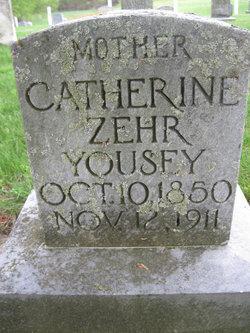 MOTHER
CATHERINE
ZEHR
YOUSEY
OCT.10,1850
NOV.12,1911